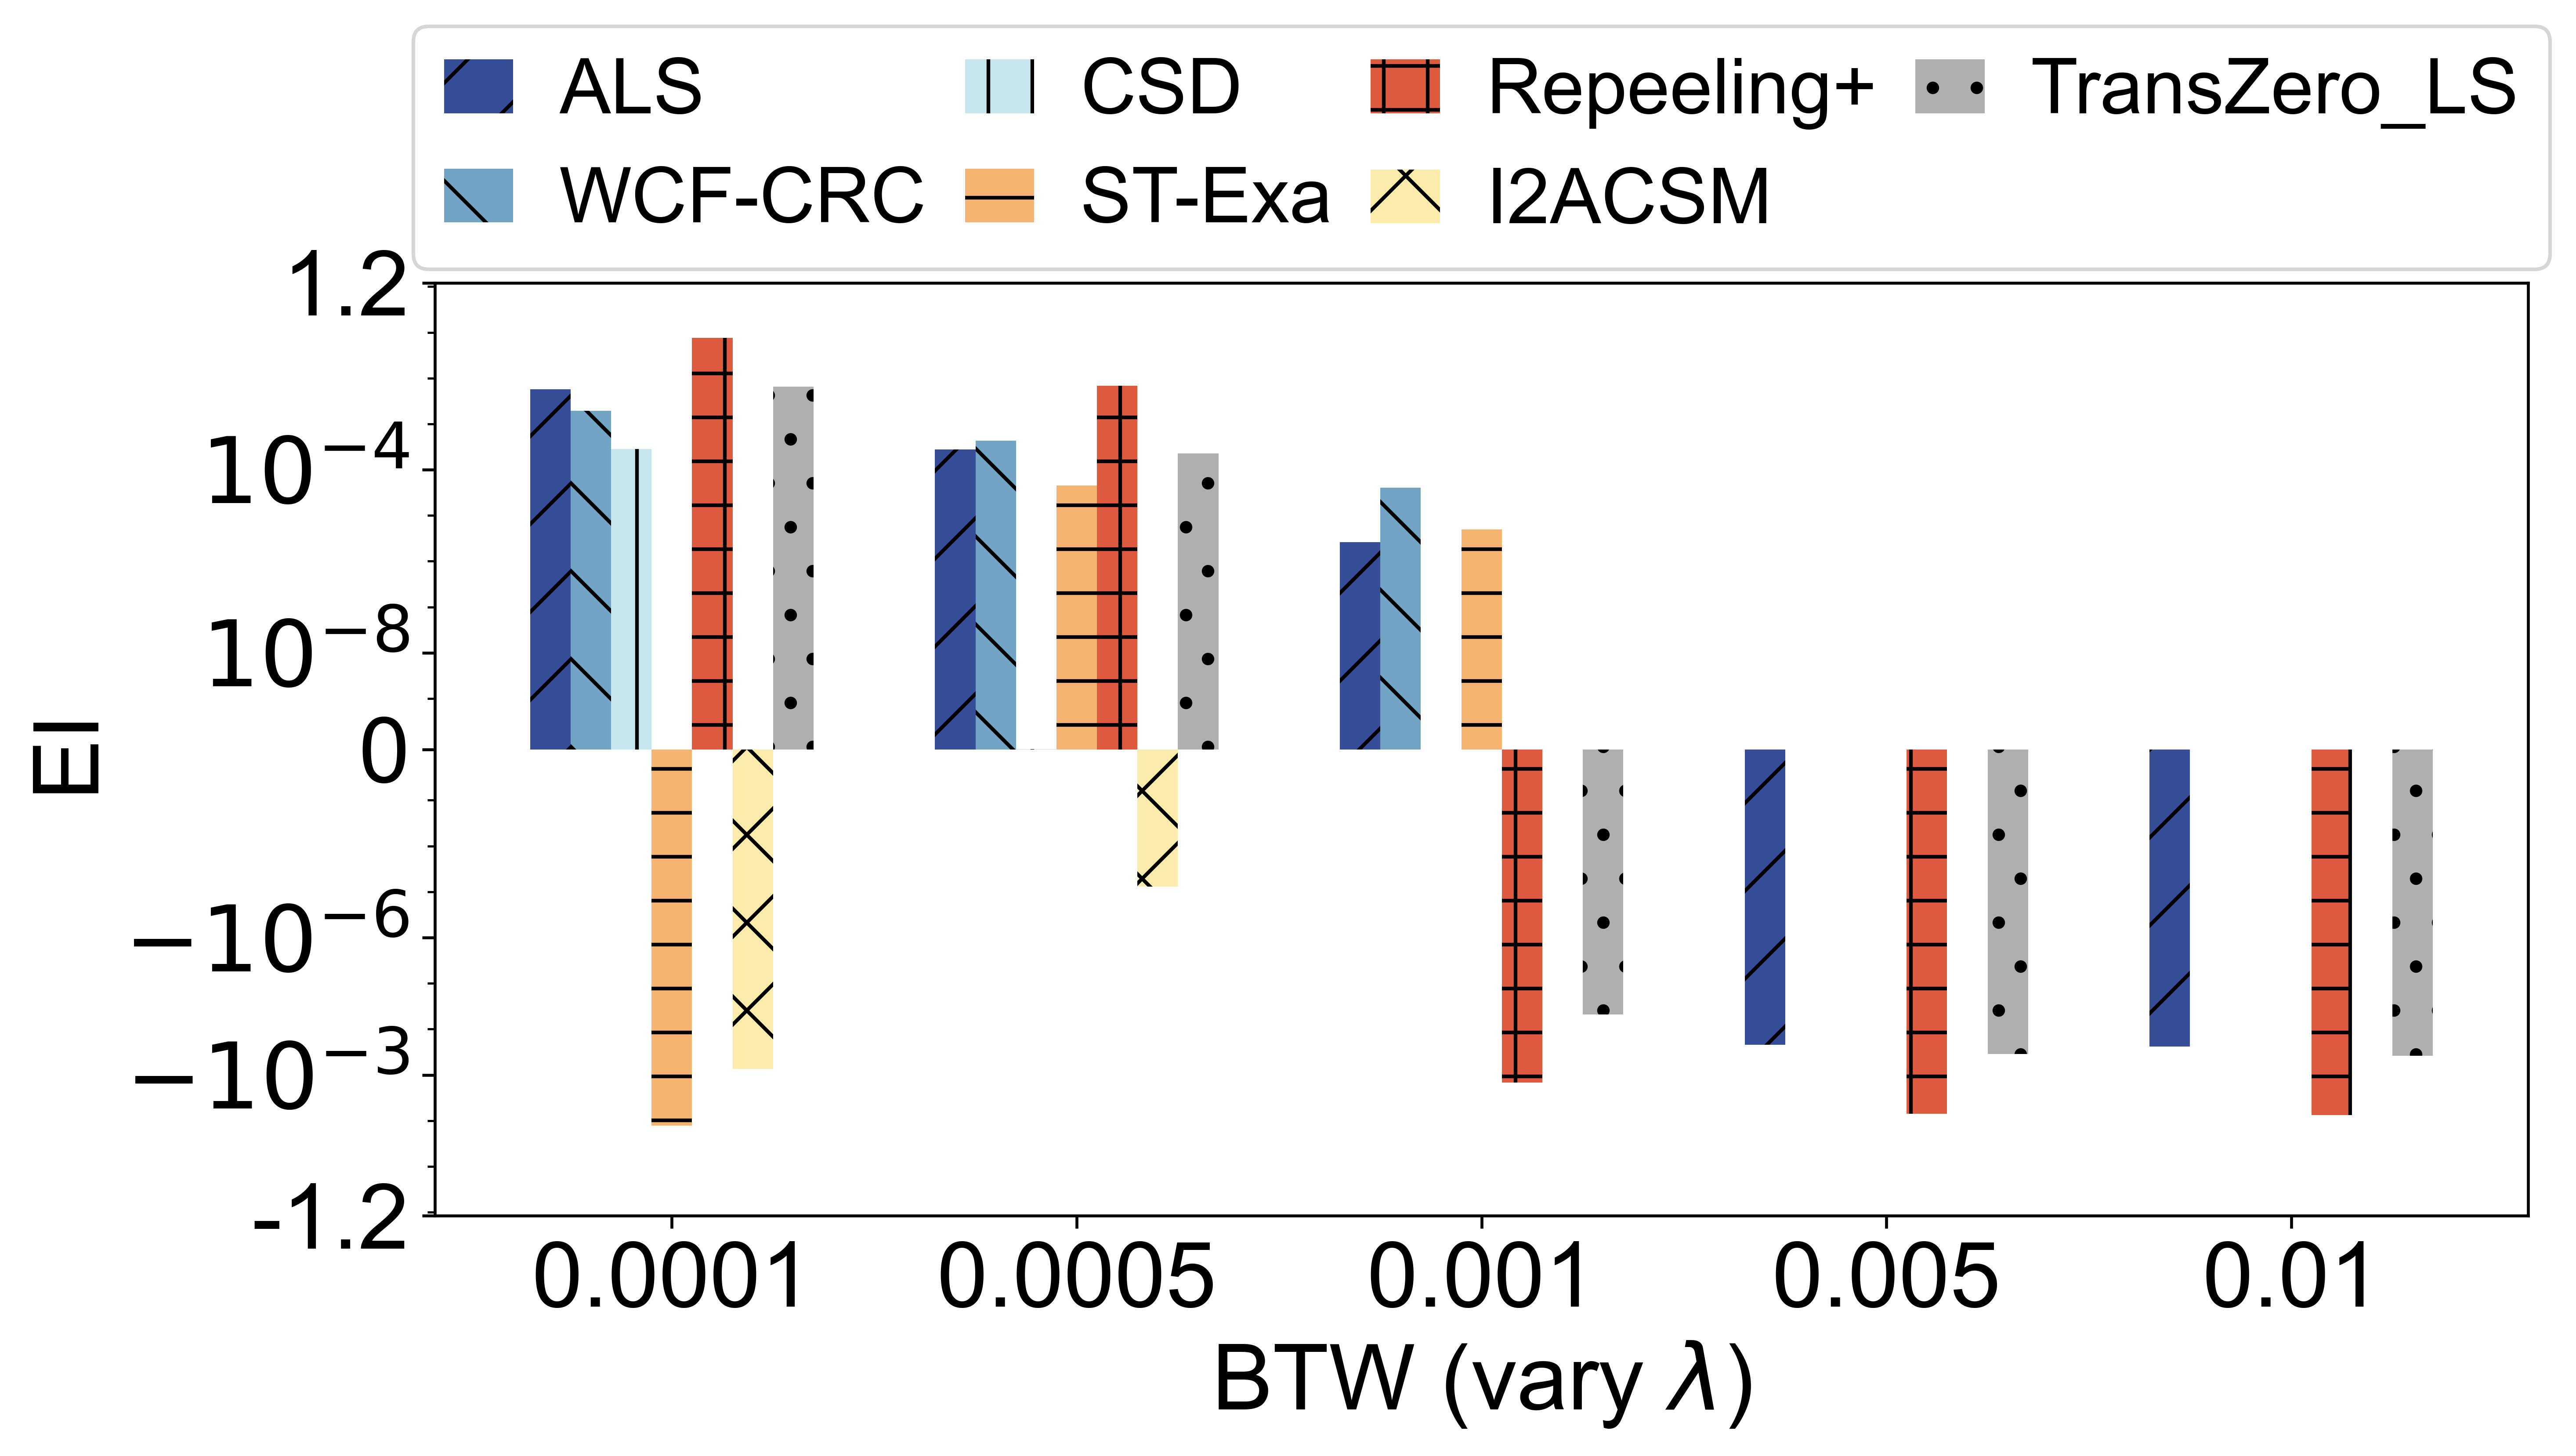 ALS CSD Repeeling+ TransZero_LS
WCF-CRC ST-Exa I2ACSM
1.2
10⁻⁴
10⁻⁸
0
−10⁻⁶
−10⁻³
-1.2
EI
0.0001 0.0005 0.001 0.005 0.01
BTW (vary λ)